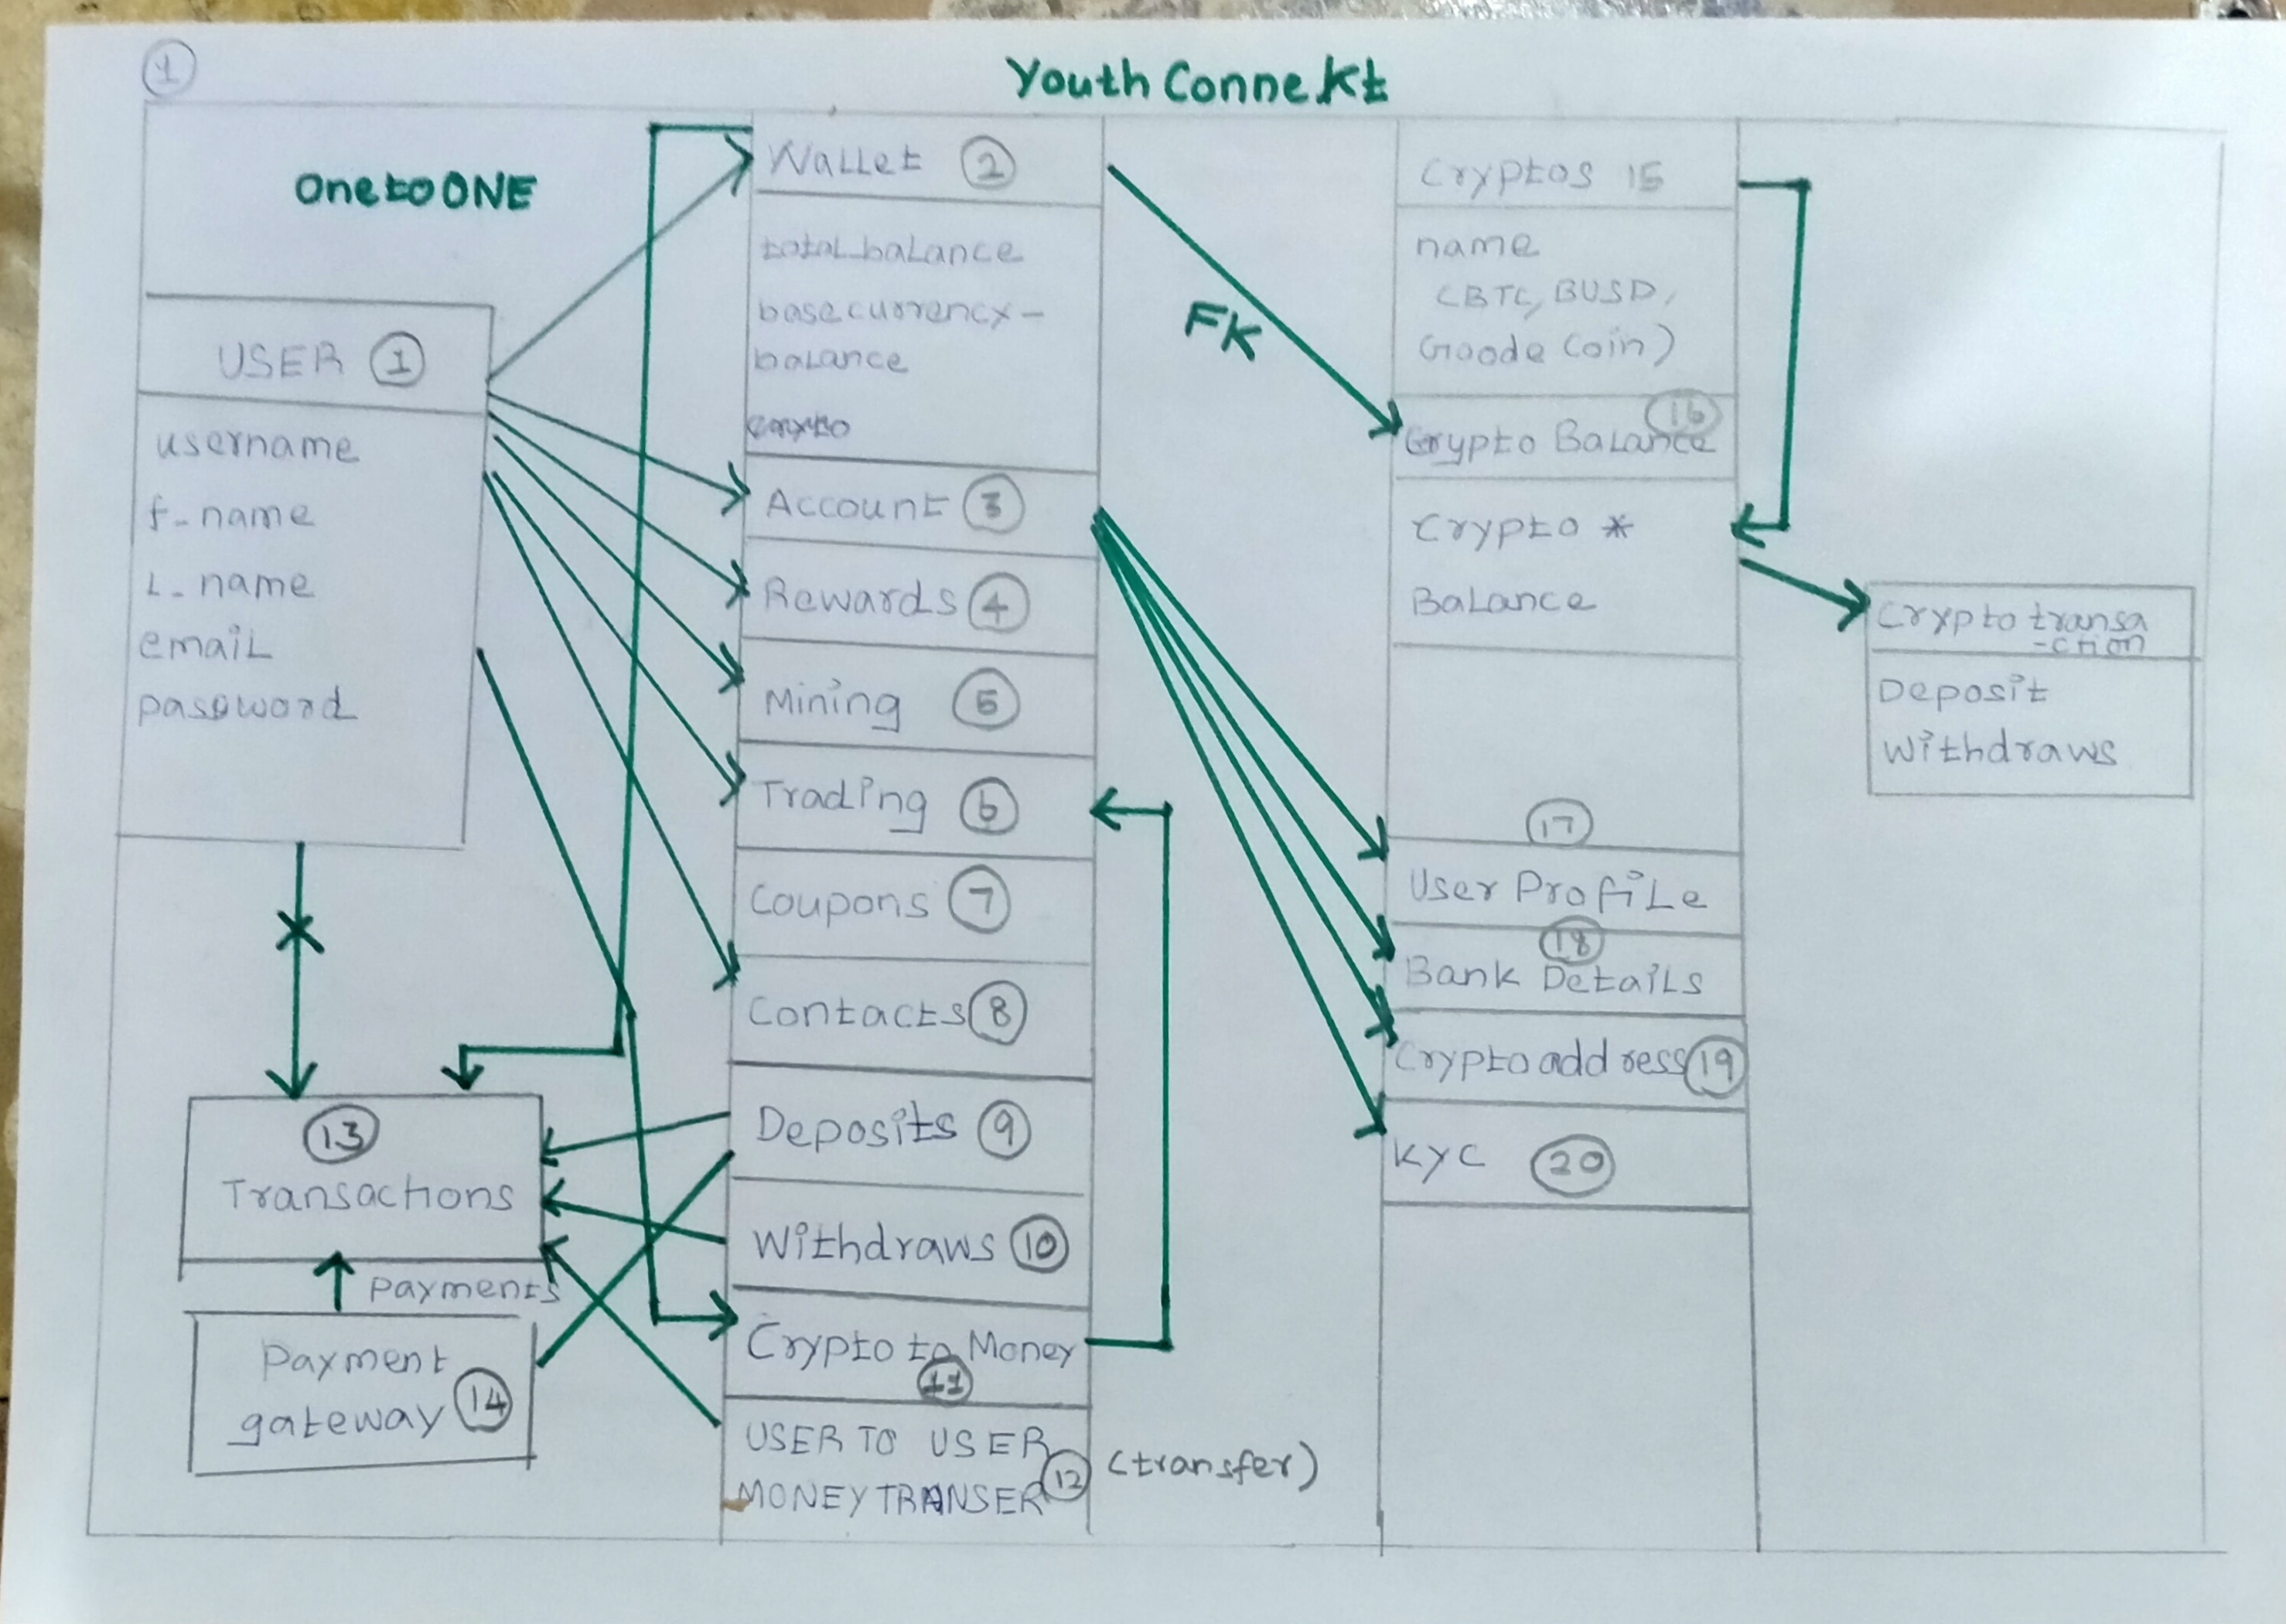 1
Youth Connekt
One to ONE
USER 1
username
f-name
L-name
email
password
13
Transactions
payments
Payment
gateway 14
Wallet 2
total_balance
basecurrency-
balance
crypto
Account 3
Rewards 4
Mining 5
Trading 6
Coupons 7
Contacts 8
Deposits 9
Withdraws 10
Crypto to Money
11
USER TO USER
MONEY TRANSER 12
(transfer)
FK
Cryptos 15
name
(BTC, BUSD,
Goode Coin)
16
Crypto Balance
Crypto *
Balance
17
User Profile
18
Bank Details
Crypto address 19
KYC 20
Crypto transa
-ction
Deposit
Withdraws